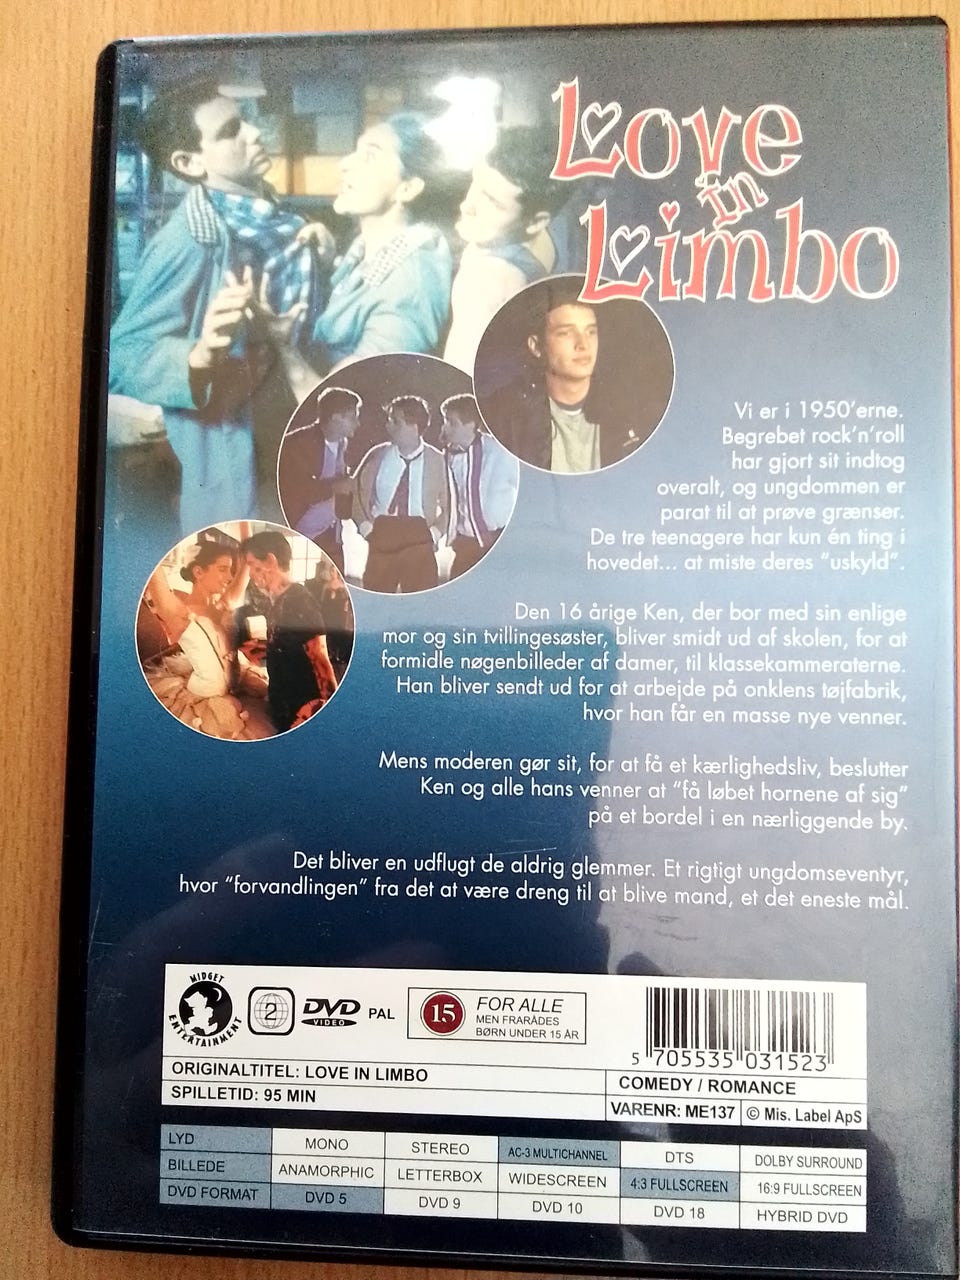 Love
in
Limbo
Vi er i 1950'erne.
Begrebet rock'n'roll
har gjort sit indtog
overalt, og ungdommen er
parat til at prøve grænser.
De tre teenagere har kun én ting i
hovedet... at miste deres "uskyld".
Den 16 årige Ken, der bor med sin enlige
mor og sin tvillingesøster, bliver smidt ud af skolen, for at
formidle nøgenbilleder af damer, til klassekammeraterne.
Han bliver sendt ud for at arbejde på onklens tøjfabrik,
hvor han får en masse nye venner.
Mens moderen gør sit, for at få et kærlighedsliv, beslutter
Ken og alle hans venner at "få løbet hornene af sig"
på et bordel i en nærliggende by.
Det bliver en udflugt de aldrig glemmer. Et rigtigt ungdomseventyr,
hvor "forvandlingen" fra det at være dreng til at blive mand, et det eneste mål.
MIDGET
ENTERTAINMENT
2
DVD
VIDEO
PAL
15
FOR ALLE
MEN FRARÅDES
BØRN UNDER 15 ÅR
5 705535 031523
ORIGINALTITEL: LOVE IN LIMBO
SPILLETID: 95 MIN
COMEDY / ROMANCE
VARENR: ME137 © Mis. Label ApS
LYD MONO STEREO AC-3 MULTICHANNEL DTS DOLBY SURROUND
BILLEDE ANAMORPHIC LETTERBOX WIDESCREEN 4:3 FULLSCREEN 16:9 FULLSCREEN
DVD FORMAT DVD 5 DVD 9 DVD 10 DVD 18 HYBRID DVD